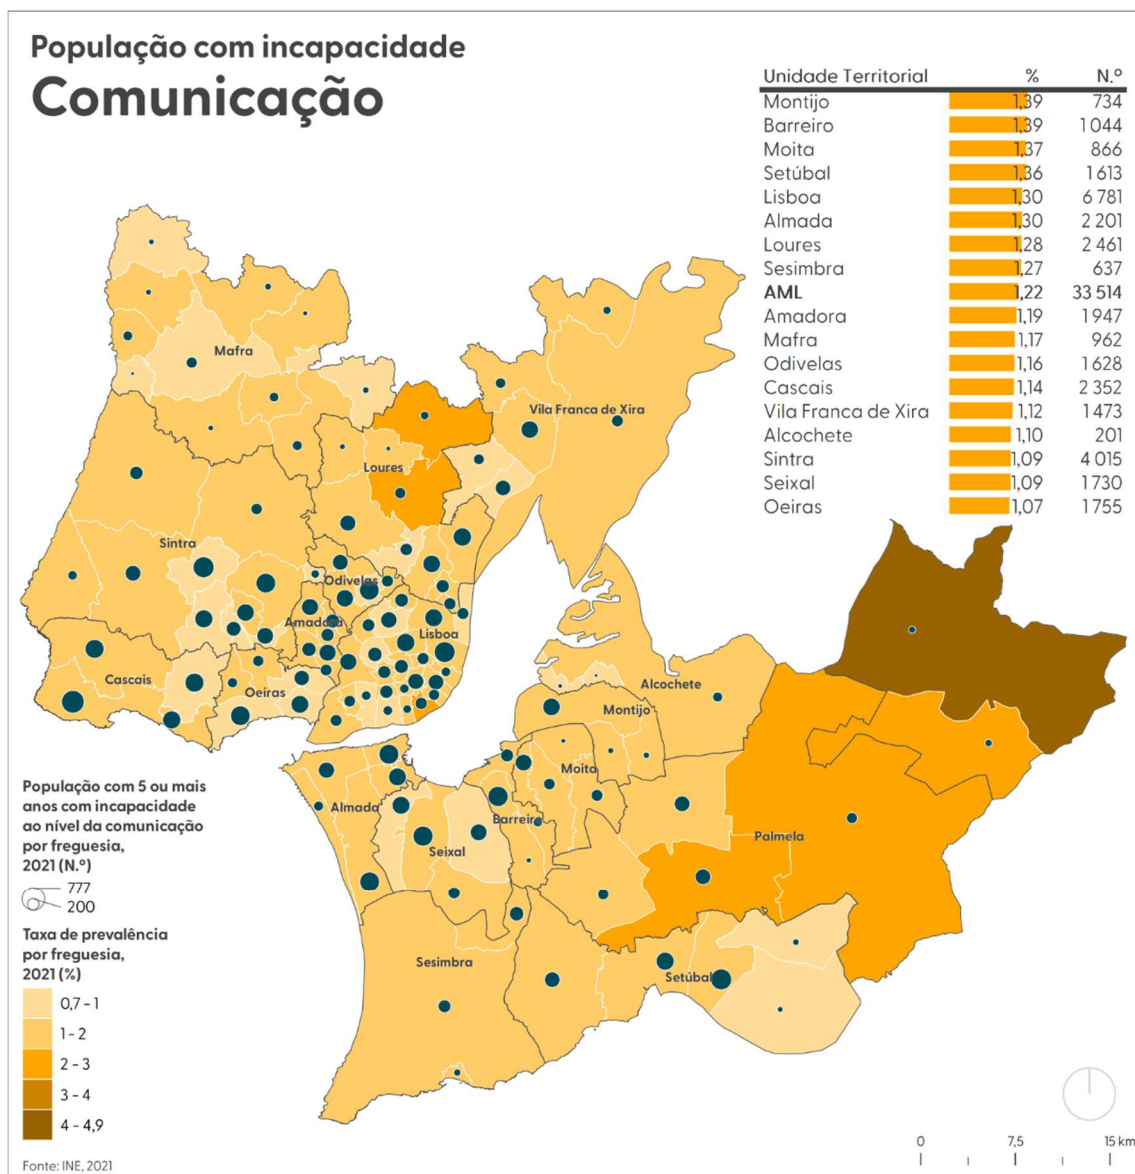 População com incapacidade
Comunicação
Unidade Territorial % N.º
Montijo 1,39 734
Barreiro 1,39 1 044
Moita 1,37 866
Setúbal 1,36 1 613
Lisboa 1,30 6 781
Almada 1,30 2 201
Loures 1,28 2 461
Sesimbra 1,27 637
AML 1,22 33 514
Amadora 1,19 1 947
Mafra 1,17 962
Odivelas 1,16 1 628
Cascais 1,14 2 352
Vila Franca de Xira 1,12 1 473
Alcochete 1,10 201
Sintra 1,09 4 015
Seixal 1,09 1 730
Oeiras 1,07 1 755
Mafra
Vila Franca de Xira
Loures
Sintra
Odivelas
Amadora
Lisboa
Cascais
Oeiras
Alcochete
Montijo
Moita
Almada
Barreiro
Seixal
Palmela
Sesimbra
Setúbal
População com 5 ou mais
anos com incapacidade
ao nível da comunicação
por freguesia,
2021 (N.º)
777
200
Taxa de prevalência
por freguesia,
2021 (%)
0,7 - 1
1 - 2
2 - 3
3 - 4
4 - 4,9
Fonte: INE, 2021
0 7,5 15 km